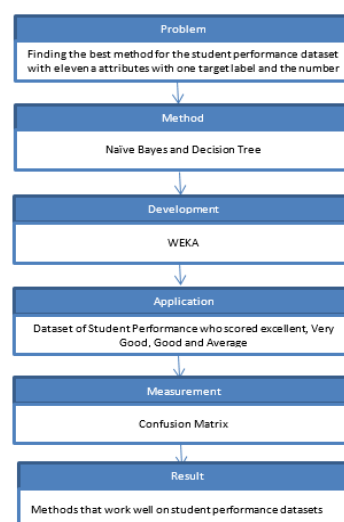 Problem
Finding the best method for the student performance dataset
with eleven a attributes with one target label and the number
Method
Naïve Bayes and Decision Tree
Development
WEKA
Application
Dataset of Student Performance who scored excellent, Very
Good, Good and Average
Measurement
Confusion Matrix
Result
Methods that work well on student performance datasets